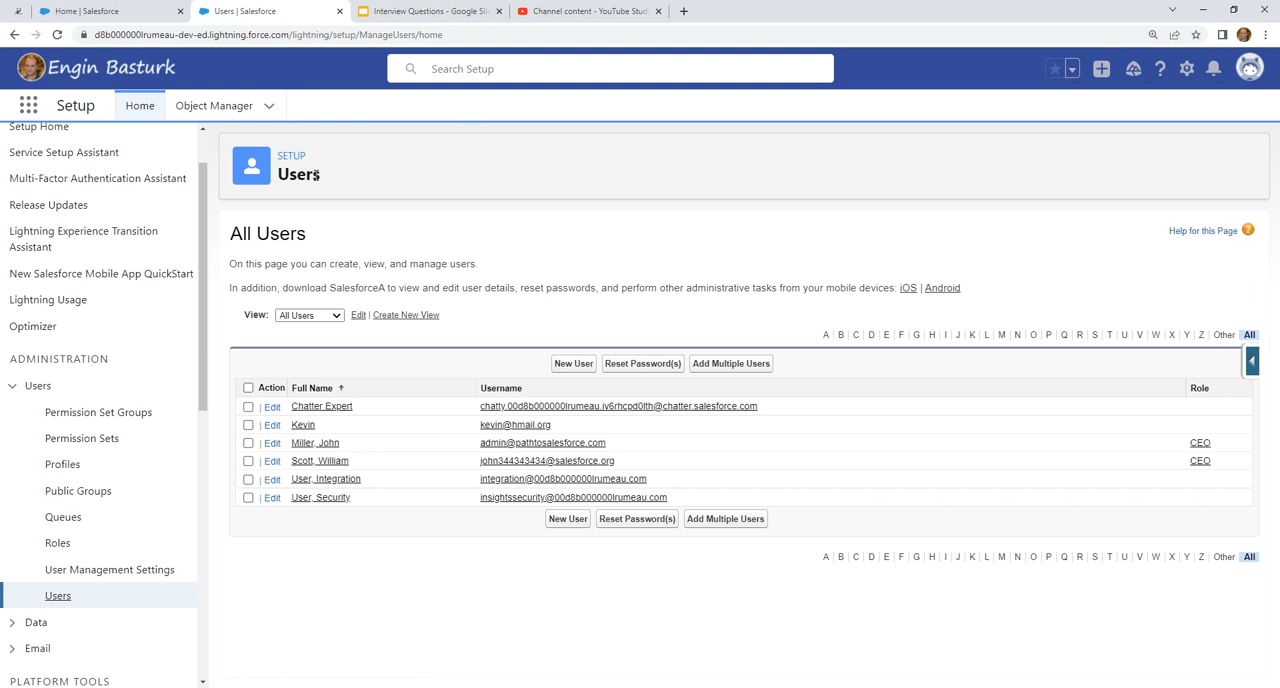 Home | Salesforce
Users | Salesforce
Interview Questions - Google Sli
Channel content - YouTube Stud
d8b000000lrumeau-dev-ed.lightning.force.com/lightning/setup/ManageUsers/home
Engin Basturk
Search Setup
Setup
Home
Object Manager
Setup Home
Service Setup Assistant
Multi-Factor Authentication Assistant
Release Updates
Lightning Experience Transition
Assistant
New Salesforce Mobile App QuickStart
Lightning Usage
Optimizer
ADMINISTRATION
Users
Permission Set Groups
Permission Sets
Profiles
Public Groups
Queues
Roles
User Management Settings
Users
Data
Email
PLATFORM TOOLS
SETUP
Users
All Users
Help for this Page ?
On this page you can create, view, and manage users.
In addition, download SalesforceA to view and edit user details, reset passwords, and perform other administrative tasks from your mobile devices: iOS | Android
View: All Users Edit | Create New View
A | B | C | D | E | F | G | H | I | J | K | L | M | N | O | P | Q | R | S | T | U | V | W | X | Y | Z | Other All
New User Reset Password(s) Add Multiple Users
Action Full Name ↑ Username Role
| Edit Chatter Expert chatty.00d8b000000lrumeau.iv6rhcpd0lth@chatter.salesforce.com
| Edit Kevin kevin@hmail.org
| Edit Miller, John admin@pathtosalesforce.com CEO
| Edit Scott, William john344343434@salesforce.org CEO
| Edit User, Integration integration@00d8b000000lrumeau.com
| Edit User, Security insightssecurity@00d8b000000lrumeau.com
New User Reset Password(s) Add Multiple Users
A | B | C | D | E | F | G | H | I | J | K | L | M | N | O | P | Q | R | S | T | U | V | W | X | Y | Z | Other All